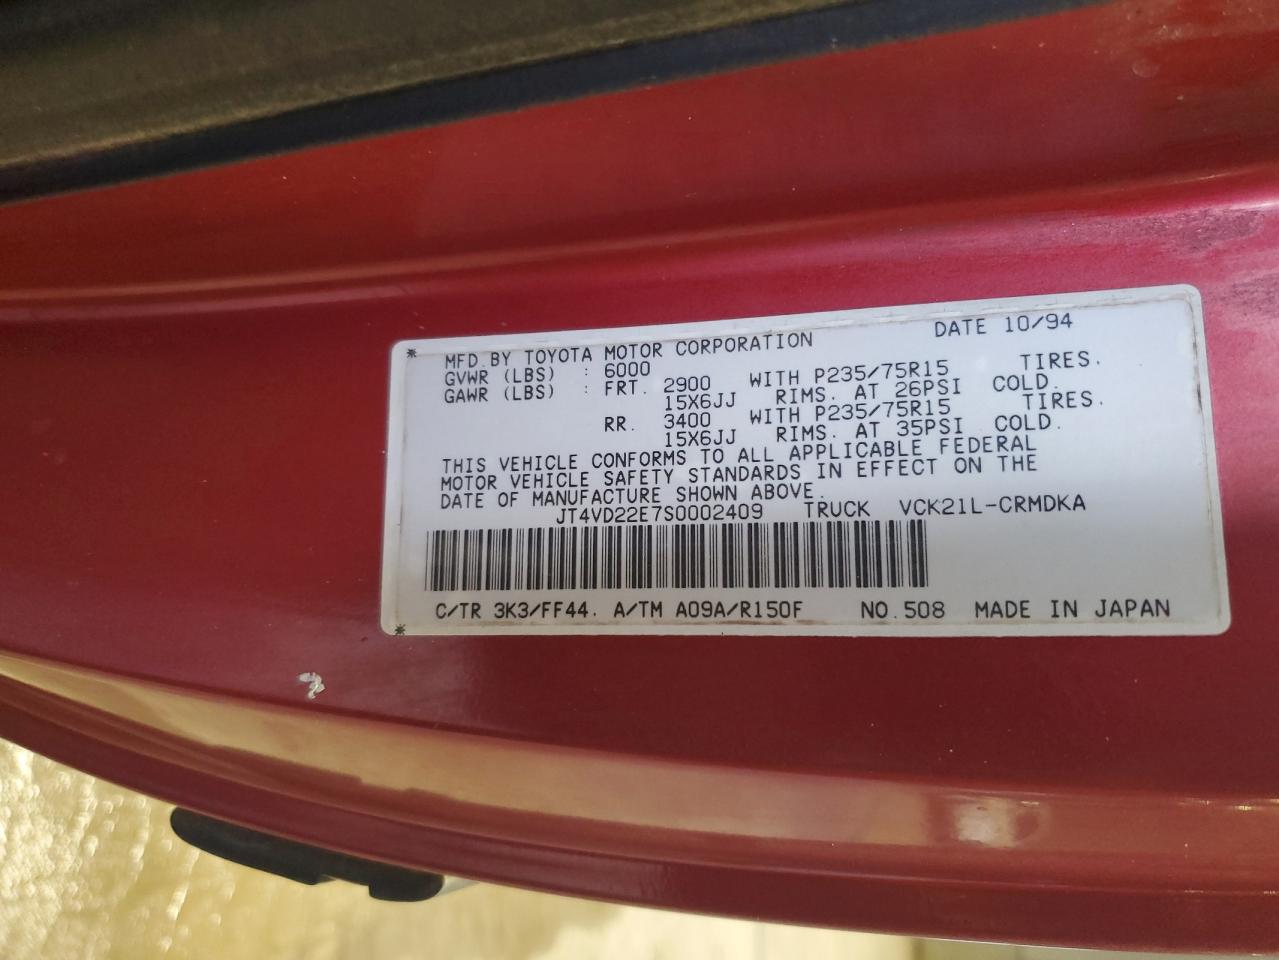 DATE 10/94
MFD. BY TOYOTA MOTOR CORPORATION
GVWR (LBS) : 6000
GAWR (LBS) : FRT. 2900 WITH P235/75R15 TIRES.
15X6JJ RIMS. AT 26PSI COLD.
RR. 3400 WITH P235/75R15 TIRES.
15X6JJ RIMS. AT 35PSI COLD.
THIS VEHICLE CONFORMS TO ALL APPLICABLE FEDERAL
MOTOR VEHICLE SAFETY STANDARDS IN EFFECT ON THE
DATE OF MANUFACTURE SHOWN ABOVE.
JT4VD22E7S0002409 TRUCK VCK21L-CRMDKA
C/TR 3K3/FF44. A/TM A09A/R150F NO.508 MADE IN JAPAN